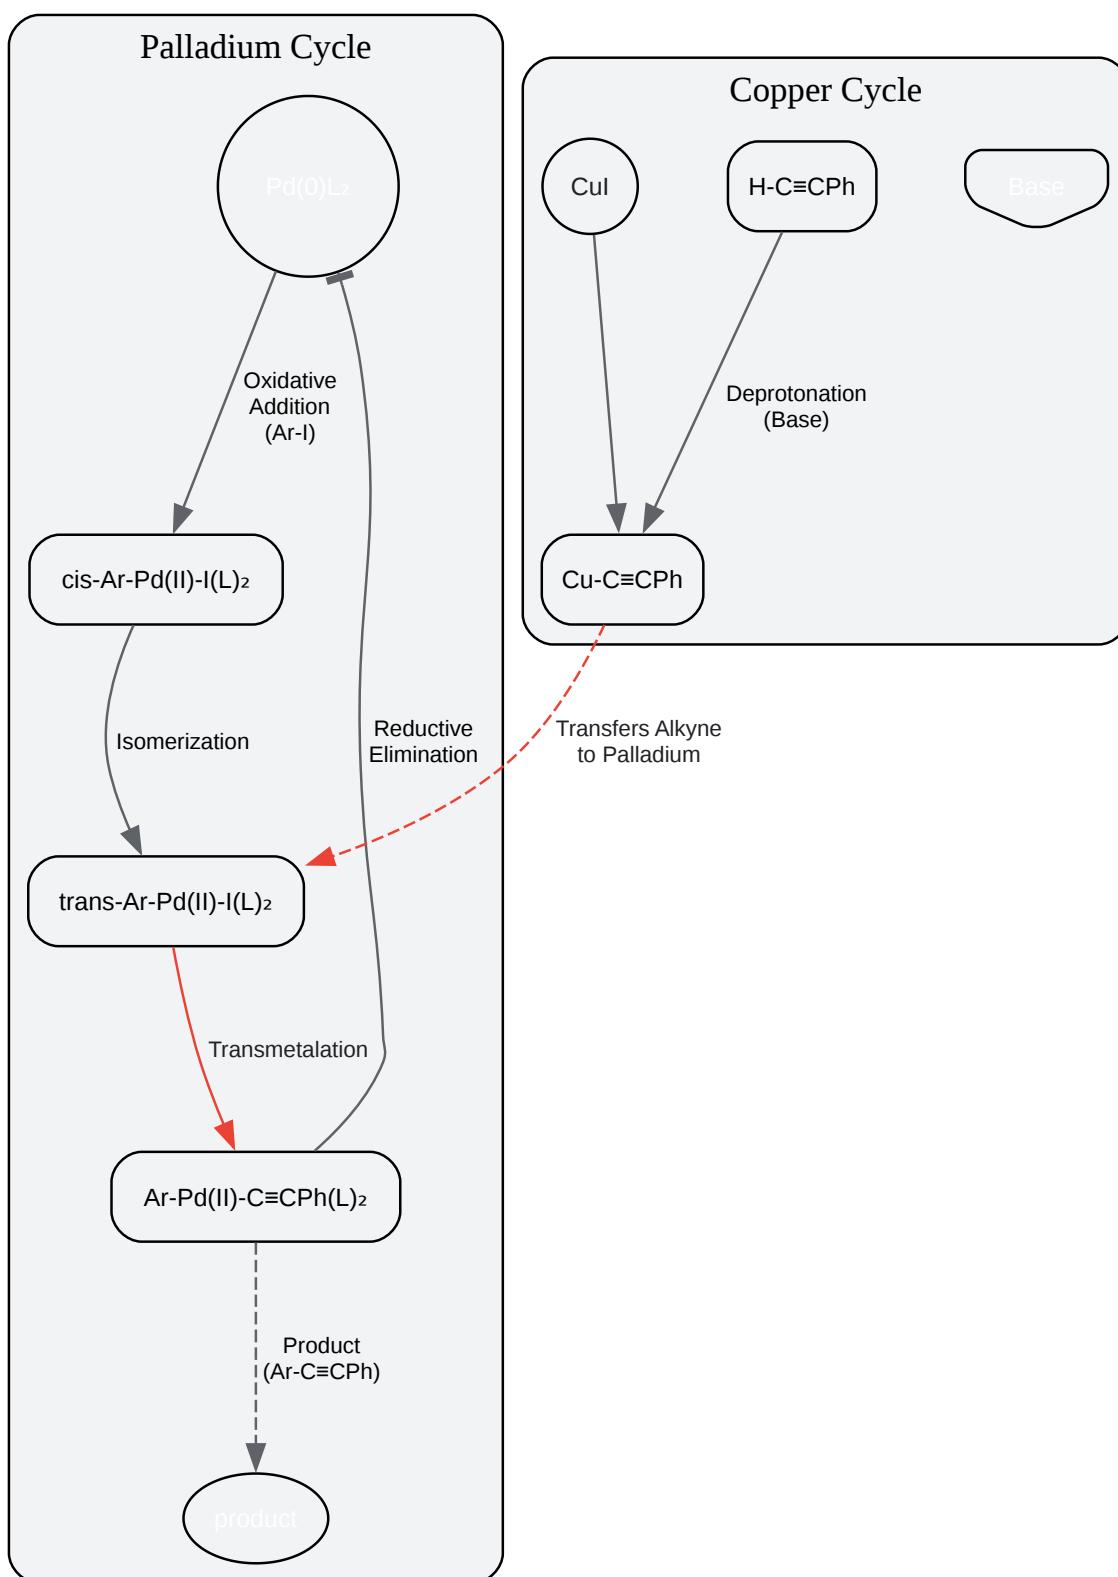 Palladium Cycle
Pd(0)L₂
Oxidative
Addition
(Ar-I)
cis-Ar-Pd(II)-I(L)₂
Isomerization
Reductive
Elimination
trans-Ar-Pd(II)-I(L)₂
Transmetalation
Ar-Pd(II)-C≡CPh(L)₂
Product
(Ar-C≡CPh)
product
Copper Cycle
CuI
H-C≡CPh
Base
Deprotonation
(Base)
Cu-C≡CPh
Transfers Alkyne
to Palladium